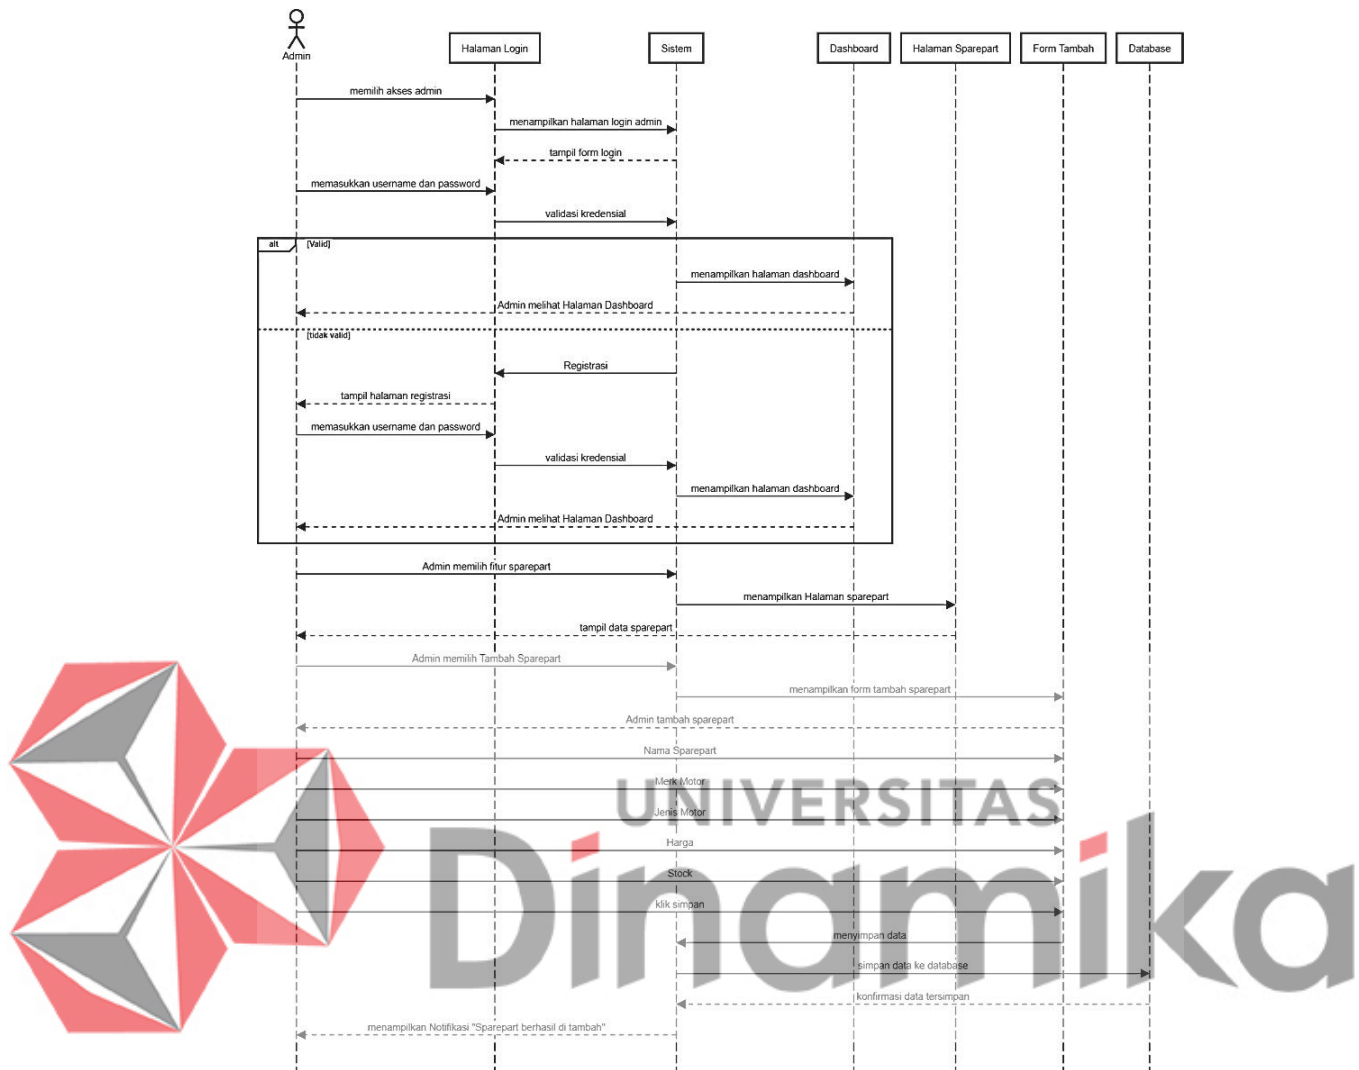 Admin
Halaman Login
Sistem
Dashboard
Halaman Sparepart
Form Tambah
Database
memilih akses admin
menampilkan halaman login admin
tampil form login
memasukkan username dan password
validasi kredensial
alt
[Valid]
menampilkan halaman dashboard
Admin melihat Halaman Dashboard
[tidak valid]
Registrasi
tampil halaman registrasi
memasukkan username dan password
validasi kredensial
menampilkan halaman dashboard
Admin melihat Halaman Dashboard
Admin memilih fitur sparepart
menampilkan Halaman sparepart
tampil data sparepart
Admin memilih Tambah Sparepart
menampilkan form tambah sparepart
Admin tambah sparepart
Nama Sparepart
Merk Motor
UNIVERSITAS
Jenis Motor
Harga
Dinamika
Stock
klik simpan
menyimpan data
simpan data ke database
konfirmasi data tersimpan
menampilkan Notifikasi "Sparepart berhasil di tambah"